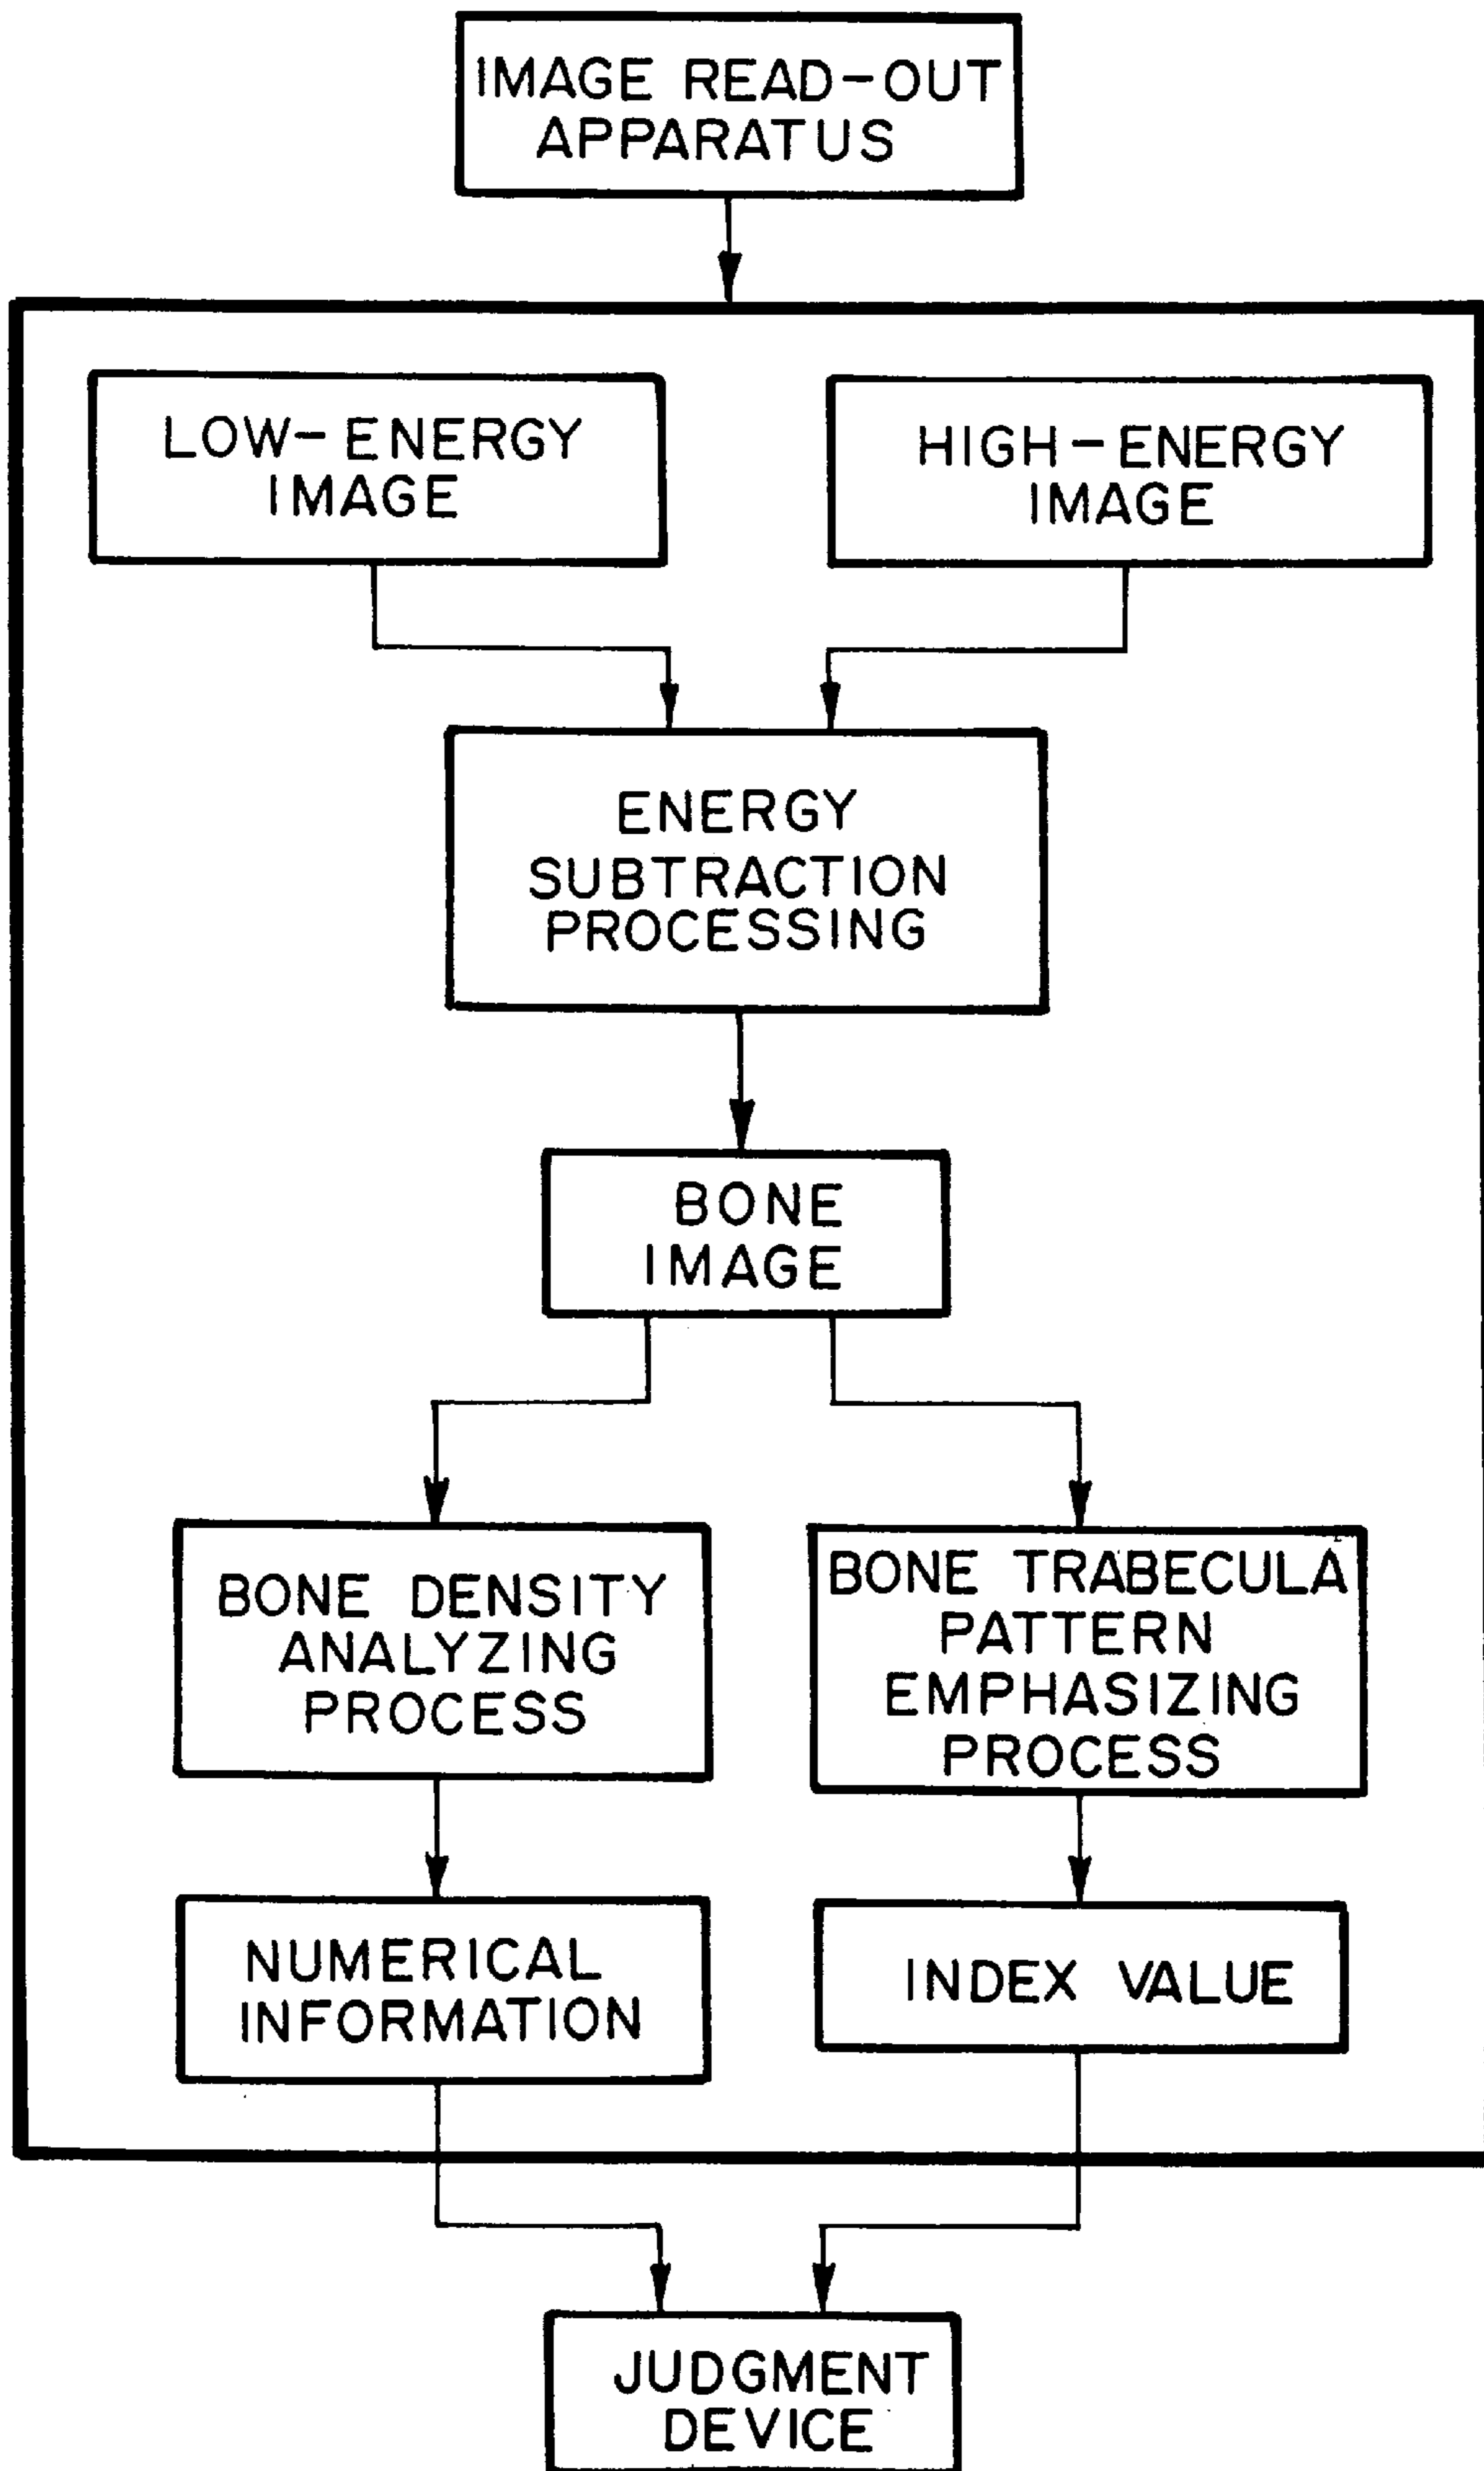 IMAGE READ-OUT
APPARATUS
LOW-ENERGY
IMAGE
HIGH-ENERGY
IMAGE
ENERGY
SUBTRACTION
PROCESSING
BONE
IMAGE
BONE DENSITY
ANALYZING
PROCESS
BONE TRABECULA
PATTERN
EMPHASIZING
PROCESS
NUMERICAL
INFORMATION
INDEX VALUE
JUDGMENT
DEVICE